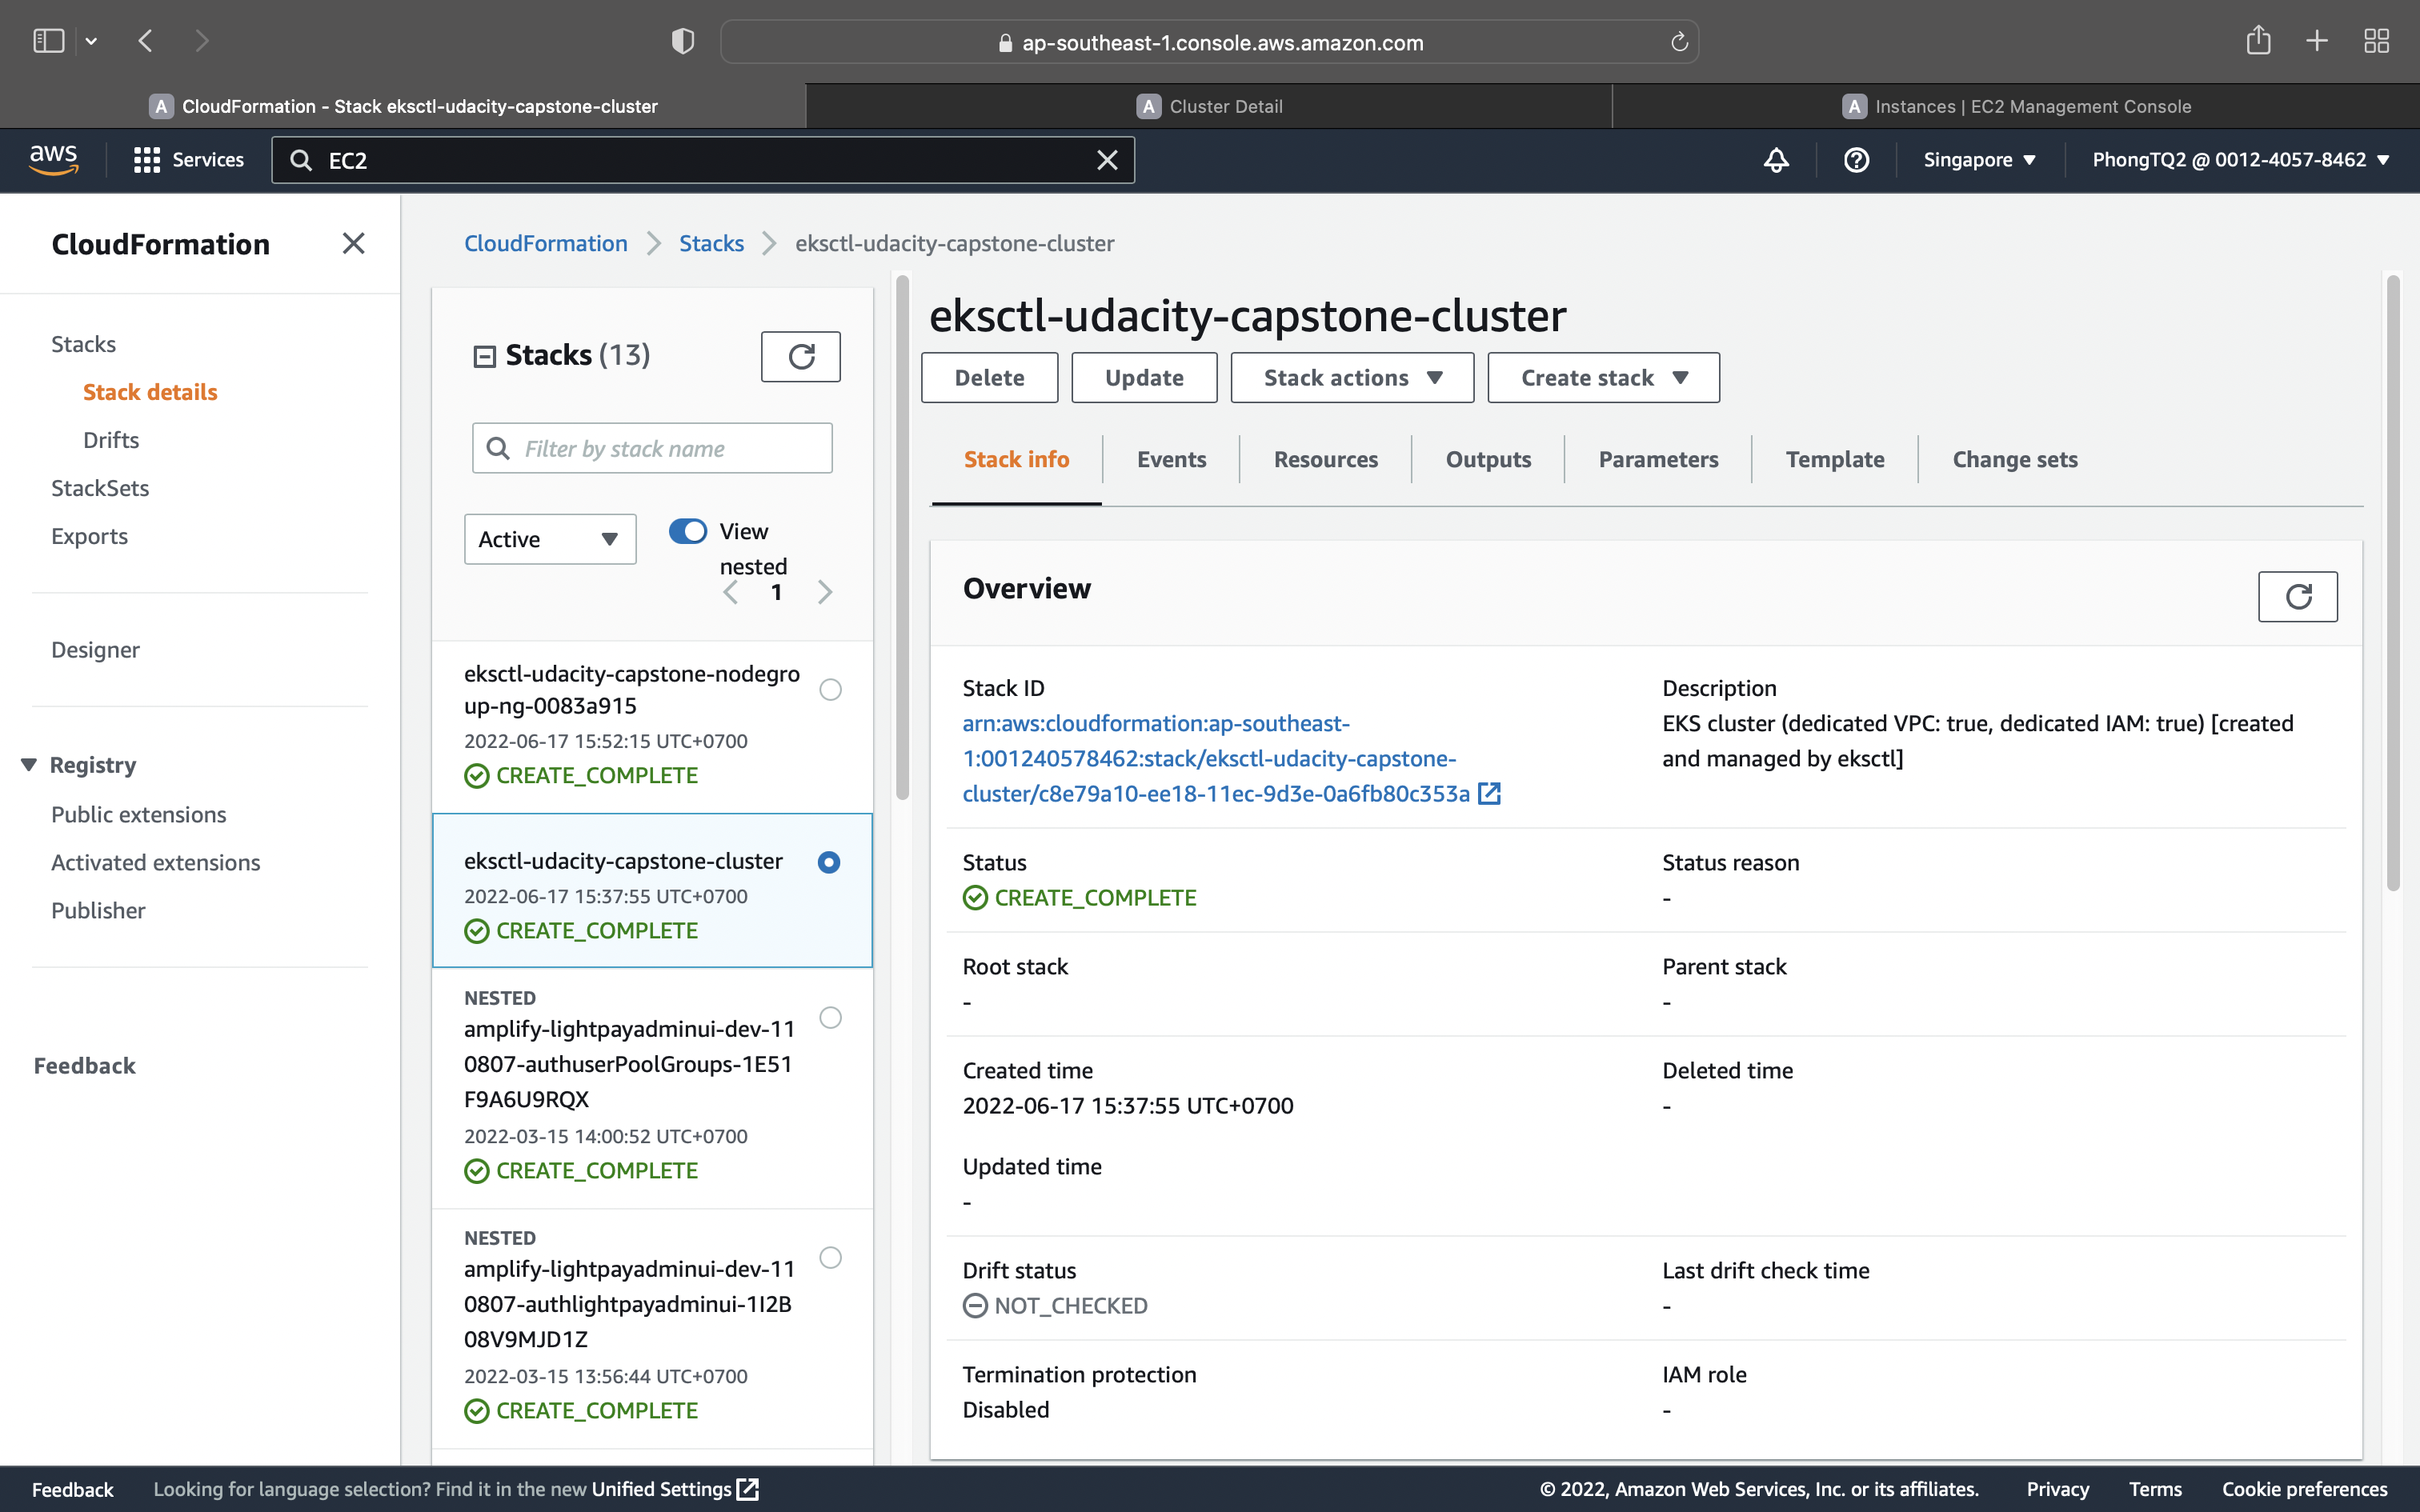 ap-southeast-1.console.aws.amazon.com
A CloudFormation - Stack eksctl-udacity-capstone-cluster
A Cluster Detail
A Instances | EC2 Management Console
aws
Services
EC2
Singapore
PhongTQ2 @ 0012-4057-8462
CloudFormation
Stacks
Stack details
Drifts
StackSets
Exports
Designer
Registry
Public extensions
Activated extensions
Publisher
Feedback
CloudFormation
Stacks
eksctl-udacity-capstone-cluster
Stacks (13)
Filter by stack name
Active
View
nested
1
eksctl-udacity-capstone-nodegro
up-ng-0083a915
2022-06-17 15:52:15 UTC+0700
CREATE_COMPLETE
eksctl-udacity-capstone-cluster
2022-06-17 15:37:55 UTC+0700
CREATE_COMPLETE
NESTED
amplify-lightpayadminui-dev-11
0807-authuserPoolGroups-1E51
F9A6U9RQX
2022-03-15 14:00:52 UTC+0700
CREATE_COMPLETE
NESTED
amplify-lightpayadminui-dev-11
0807-authlightpayadminui-1I2B
08V9MJD1Z
2022-03-15 13:56:44 UTC+0700
CREATE_COMPLETE
eksctl-udacity-capstone-cluster
Delete
Update
Stack actions
Create stack
Stack info
Events
Resources
Outputs
Parameters
Template
Change sets
Overview
Stack ID
arn:aws:cloudformation:ap-southeast-
1:001240578462:stack/eksctl-udacity-capstone-
cluster/c8e79a10-ee18-11ec-9d3e-0a6fb80c353a
Description
EKS cluster (dedicated VPC: true, dedicated IAM: true) [created
and managed by eksctl]
Status
CREATE_COMPLETE
Status reason
-
Root stack
-
Parent stack
-
Created time
2022-06-17 15:37:55 UTC+0700
Deleted time
-
Updated time
-
Drift status
NOT_CHECKED
Last drift check time
-
Termination protection
Disabled
IAM role
-
Feedback
Looking for language selection? Find it in the new Unified Settings
© 2022, Amazon Web Services, Inc. or its affiliates.
Privacy
Terms
Cookie preferences